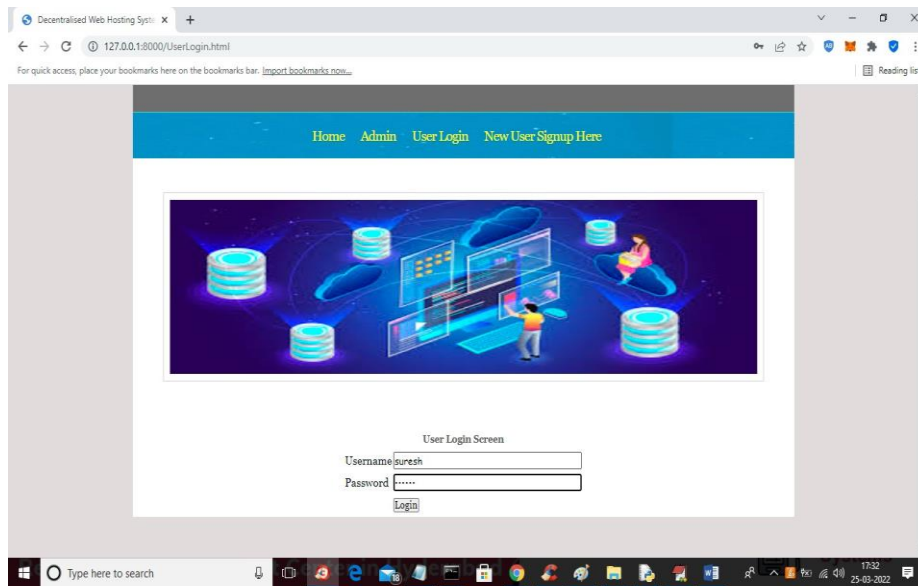 Decentralised Web Hosting Syste
127.0.0.1:8000/UserLogin.html
For quick access, place your bookmarks here on the bookmarks bar. Import bookmarks now...
Reading lis
Home Admin User Login New User Signup Here
User Login Screen
Username suresh
Password ······
Login
Type here to search
18
17:32
25-03-2022